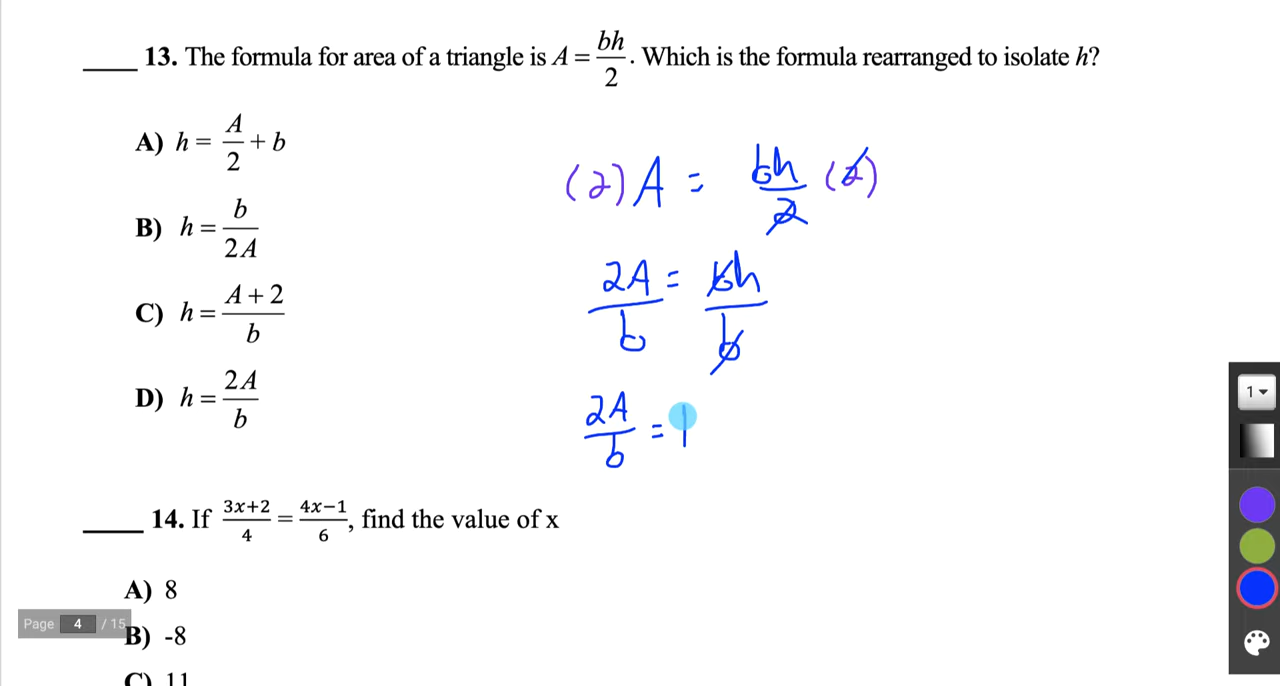 13. The formula for area of a triangle is A = bh/2. Which is the formula rearranged to isolate h?
A) h = A/2 + b
B) h = b/2A
C) h = (A + 2)/b
D) h = 2A/b
(2) A = bh/2 (2)
2A/b = bh/b
2A/b =
14. If (3x+2)/4 = (4x−1)/6, find the value of x
A) 8
B) -8
C) 11
Page 4 / 15
1